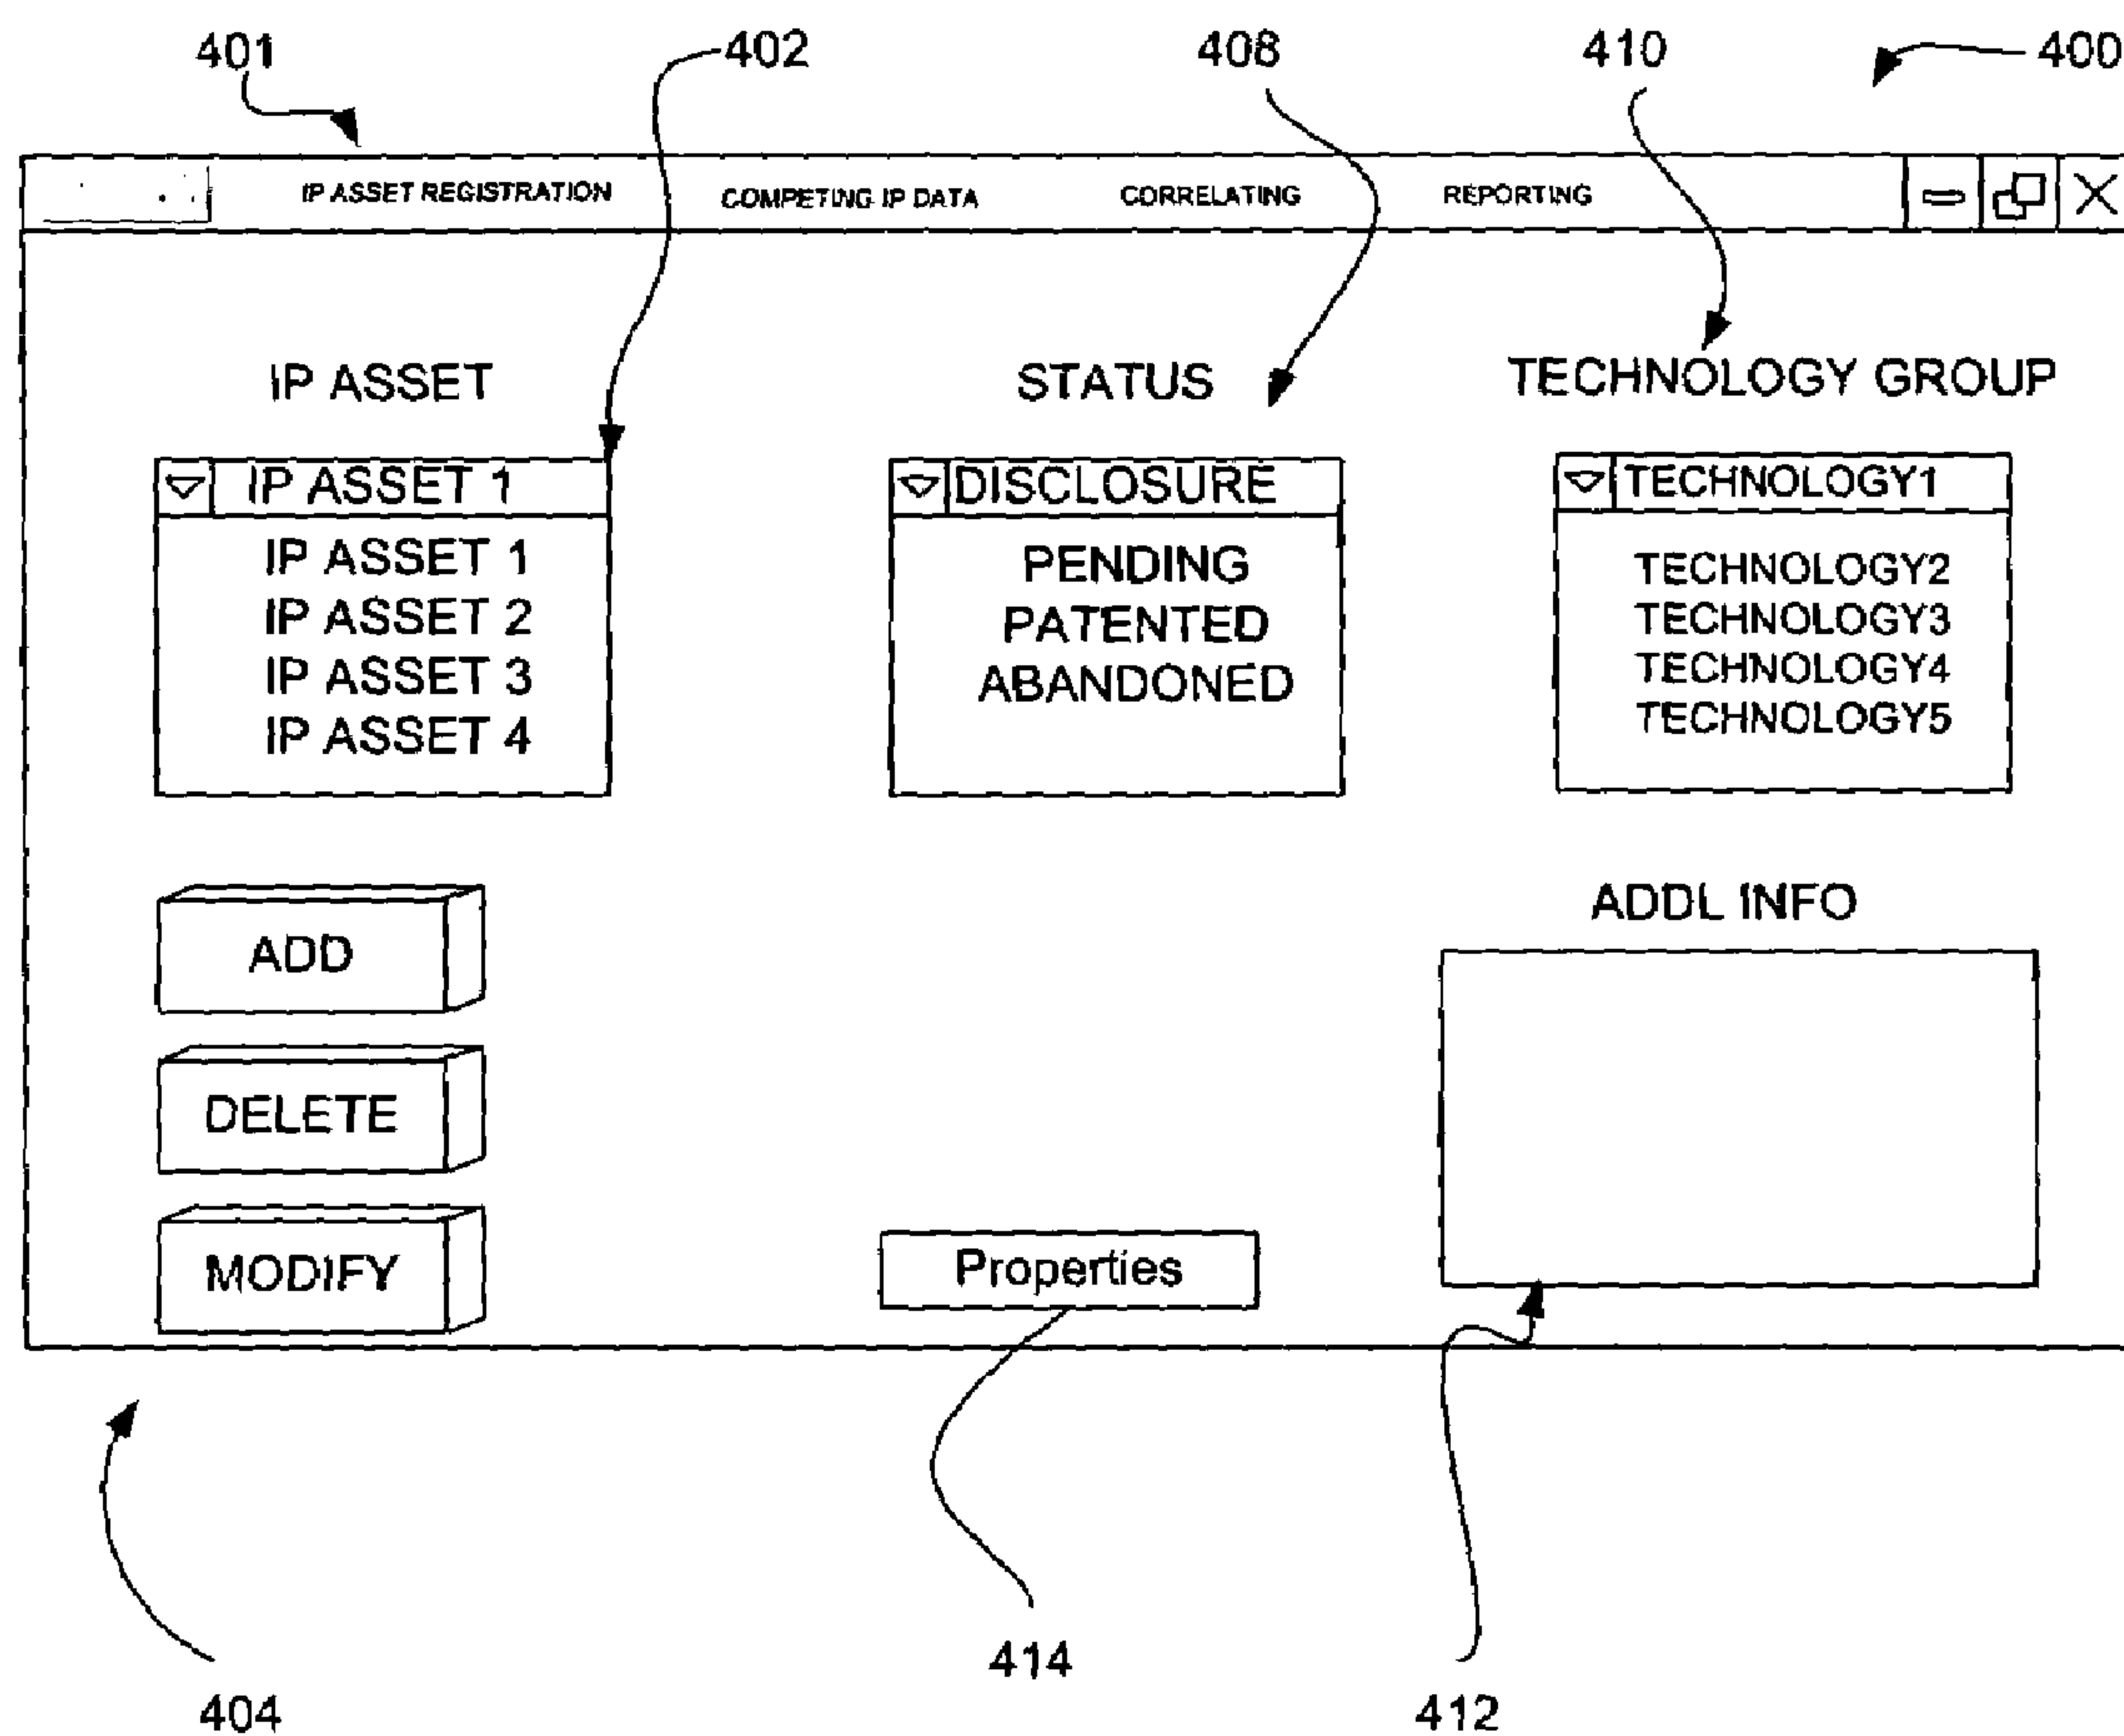 401 402 408 410 400
IP ASSET REGISTRATION COMPETING IP DATA CORRELATING REPORTING
IP ASSET STATUS TECHNOLOGY GROUP
IP ASSET 1
IP ASSET 1
IP ASSET 2
IP ASSET 3
IP ASSET 4
DISCLOSURE
PENDING
PATENTED
ABANDONED
TECHNOLOGY1
TECHNOLOGY2
TECHNOLOGY3
TECHNOLOGY4
TECHNOLOGY5
ADD
DELETE
MODIFY
Properties
ADDL INFO
414
404
412